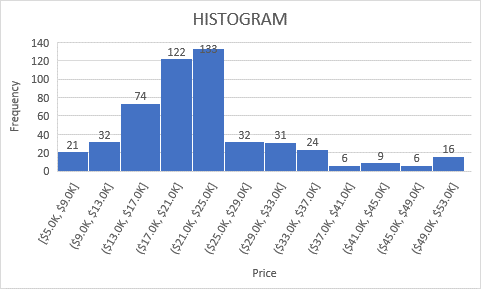 HISTOGRAM
Frequency
140
120
100
80
60
40
20
0
21
32
74
122
133
32
31
24
6
9
6
16
[$5.0K, $9.0K]
($9.0K, $13.0K]
($13.0K, $17.0K]
($17.0K, $21.0K]
($21.0K, $25.0K]
($25.0K, $29.0K]
($29.0K, $33.0K]
($33.0K, $37.0K]
($37.0K, $41.0K]
($41.0K, $45.0K]
($45.0K, $49.0K]
($49.0K, $53.0K]
Price